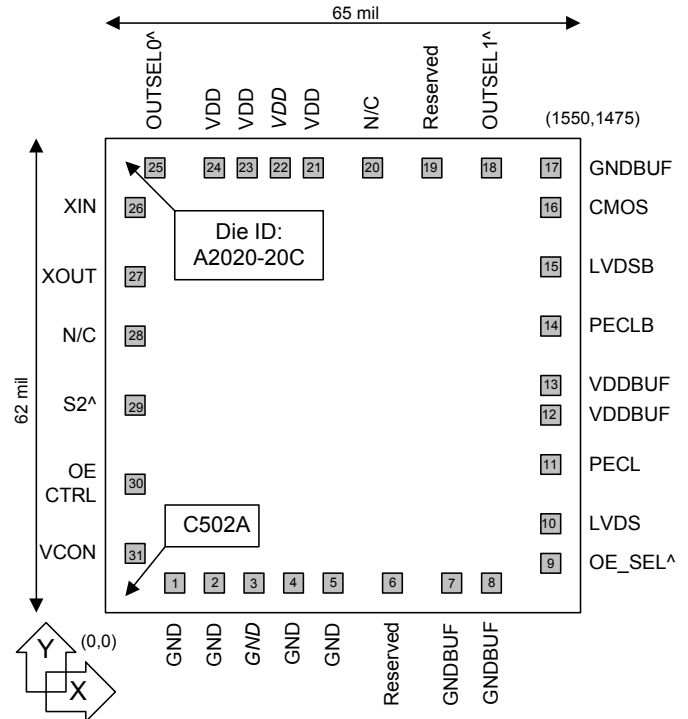 65 mil
OUTSEL0^
VDD
VDD
VDD
VDD
N/C
Reserved
OUTSEL1^
(1550,1475)
25
24
23
22
21
20
19
18
17
GNDBUF
XIN
26
16
CMOS
Die ID:
A2020-20C
15
LVDSB
XOUT
27
N/C
28
14
PECLB
62 mil
13
VDDBUF
S2^
29
12
VDDBUF
11
PECL
OE
CTRL
30
C502A
10
LVDS
VCON
31
9
OE_SEL^
1
2
3
4
5
6
7
8
Y
X
(0,0)
GND
GND
GND
GND
GND
Reserved
GNDBUF
GNDBUF